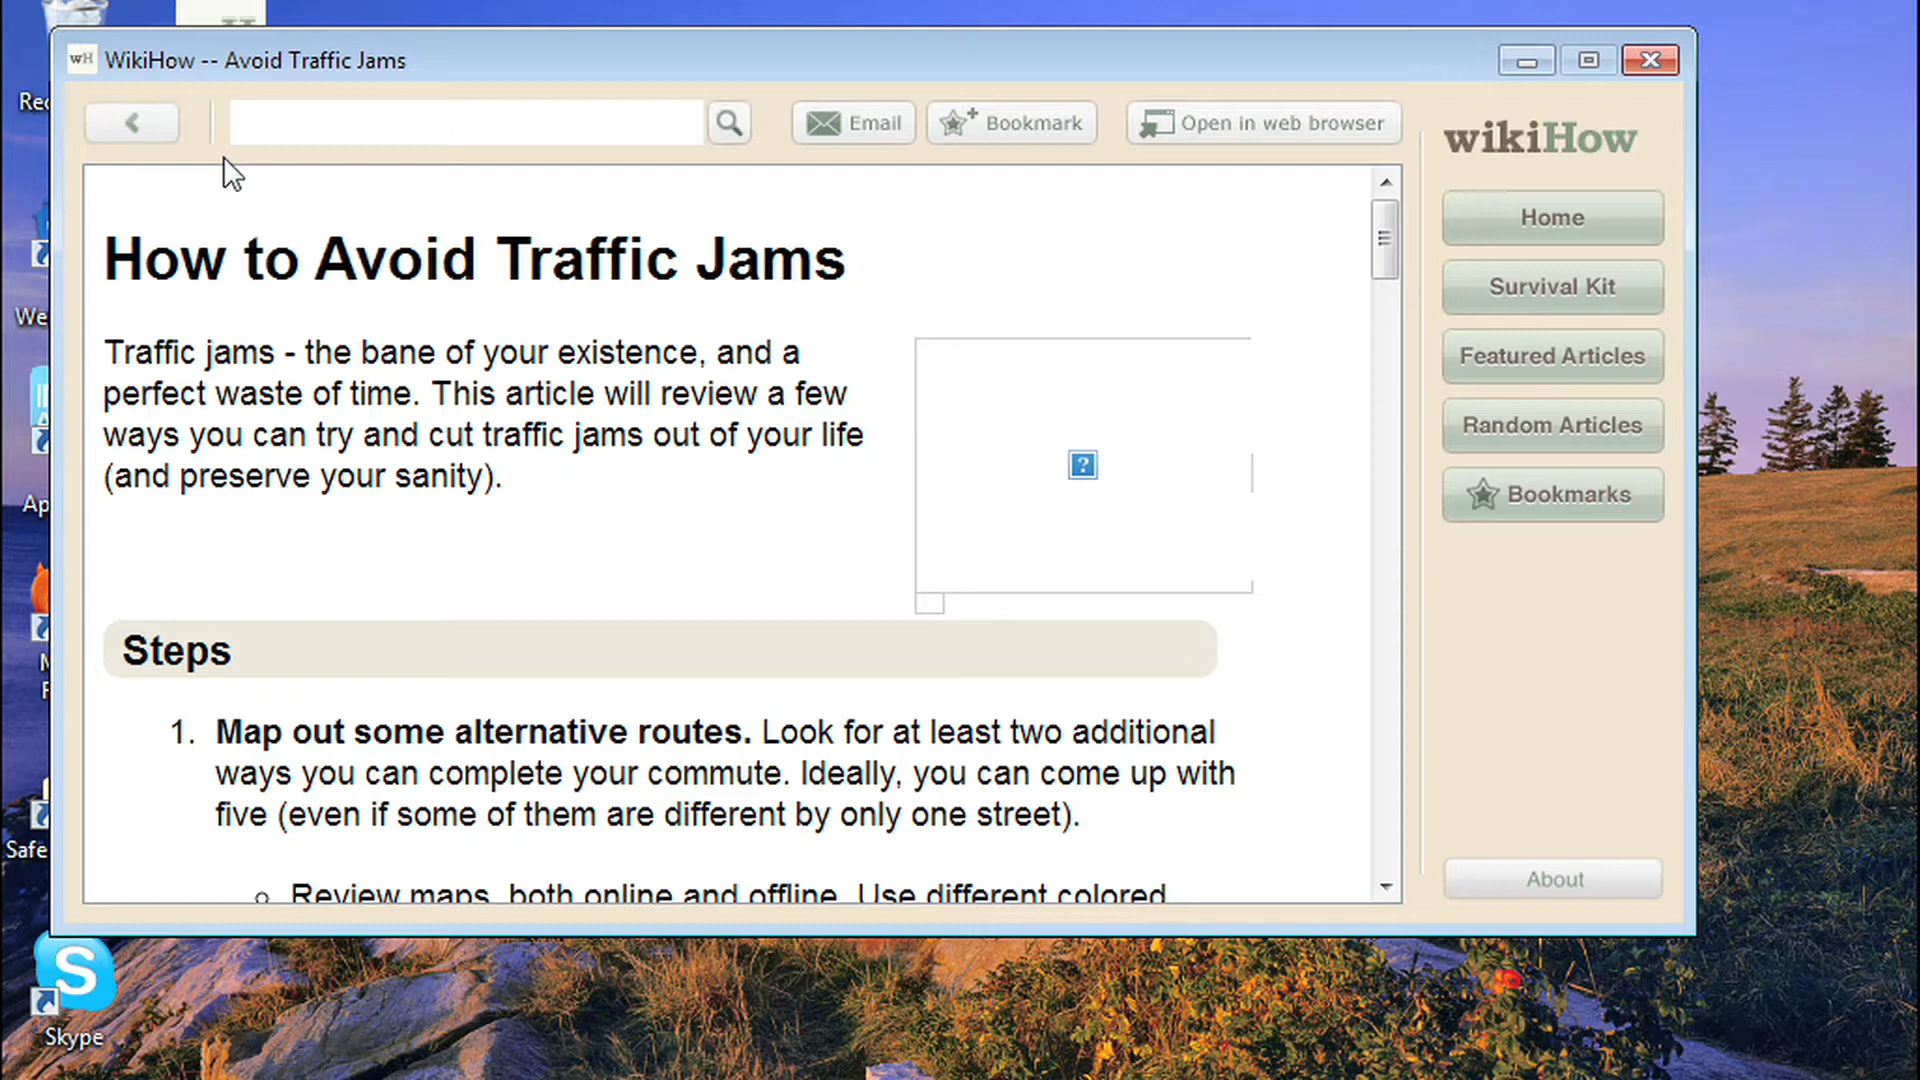 WikiHow -- Avoid Traffic Jams
Email
Bookmark
Open in web browser
wikiHow
Home
Survival Kit
Featured Articles
Random Articles
Bookmarks
About
How to Avoid Traffic Jams
Traffic jams - the bane of your existence, and a
perfect waste of time. This article will review a few
ways you can try and cut traffic jams out of your life
(and preserve your sanity).
?
Steps
1. Map out some alternative routes. Look for at least two additional
ways you can complete your commute. Ideally, you can come up with
five (even if some of them are different by only one street).
Review maps, both online and offline. Use different colored
Rec
We
Ap
Safe
S
Skype